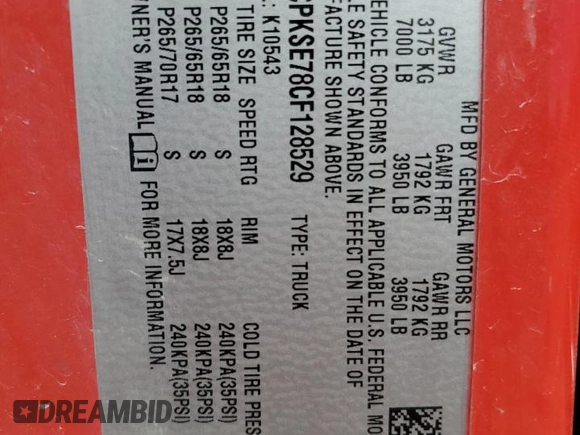 MFD BY GENERAL MOTORS LLC
GVWR GAWR FRT GAWR RR
3175 KG 1792 KG 1792 KG
7000 LB 3950 LB 3950 LB
VEHICLE CONFORMS TO ALL APPLICABLE U.S. FEDERAL MO
LE SAFETY STANDARDS IN EFFECT ON THE DATE OF
FACTURE SHOWN ABOVE.
PKSE78CF128529 TYPE: TRUCK
.: K10543
TIRE SIZE SPEED RTG RIM COLD TIRE PRES
P265/65R18 S 18X8J 240KPA(35PSI)
P265/65R18 S 18X8J 240KPA(35PSI)
P265/70R17 S 17X7.5J 240KPA(35PSI)
NER'S MANUAL FOR MORE INFORMATION.
DREAMBID